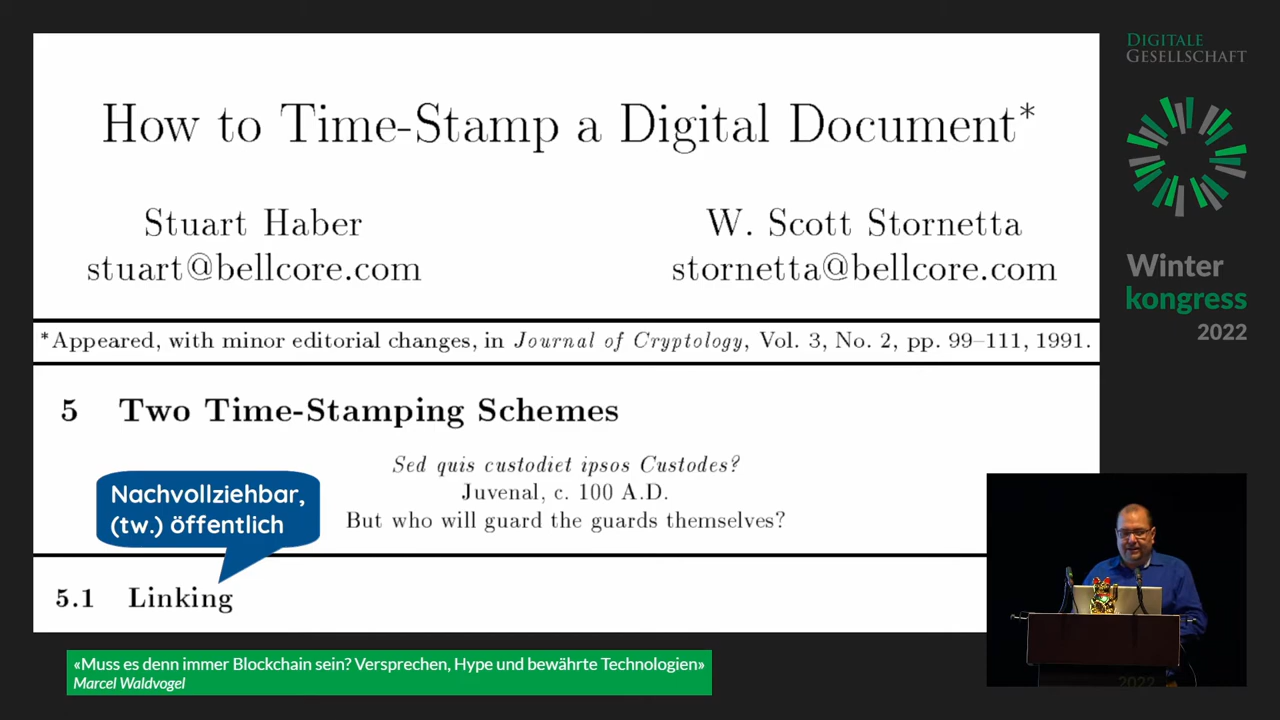 How to Time-Stamp a Digital Document*
Stuart Haber
stuart@bellcore.com
W. Scott Stornetta
stornetta@bellcore.com
*Appeared, with minor editorial changes, in Journal of Cryptology, Vol. 3, No. 2, pp. 99–111, 1991.
5 Two Time-Stamping Schemes
Sed quis custodiet ipsos Custodes?
Juvenal, c. 100 A.D.
But who will guard the guards themselves?
Nachvollziehbar,
(tw.) öffentlich
5.1 Linking
DIGITALE
GESELLSCHAFT
Winter
kongress
2022
«Muss es denn immer Blockchain sein? Versprechen, Hype und bewährte Technologien»
Marcel Waldvogel
2022